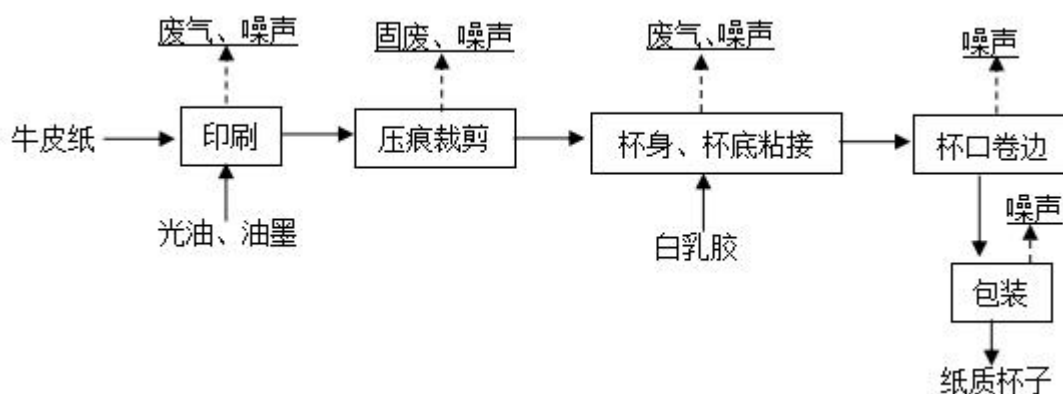 废气、噪声
固废、噪声
废气、噪声
噪声
牛皮纸
印刷
压痕裁剪
杯身、杯底粘接
杯口卷边
光油、油墨
白乳胶
噪声
包装
纸质杯子